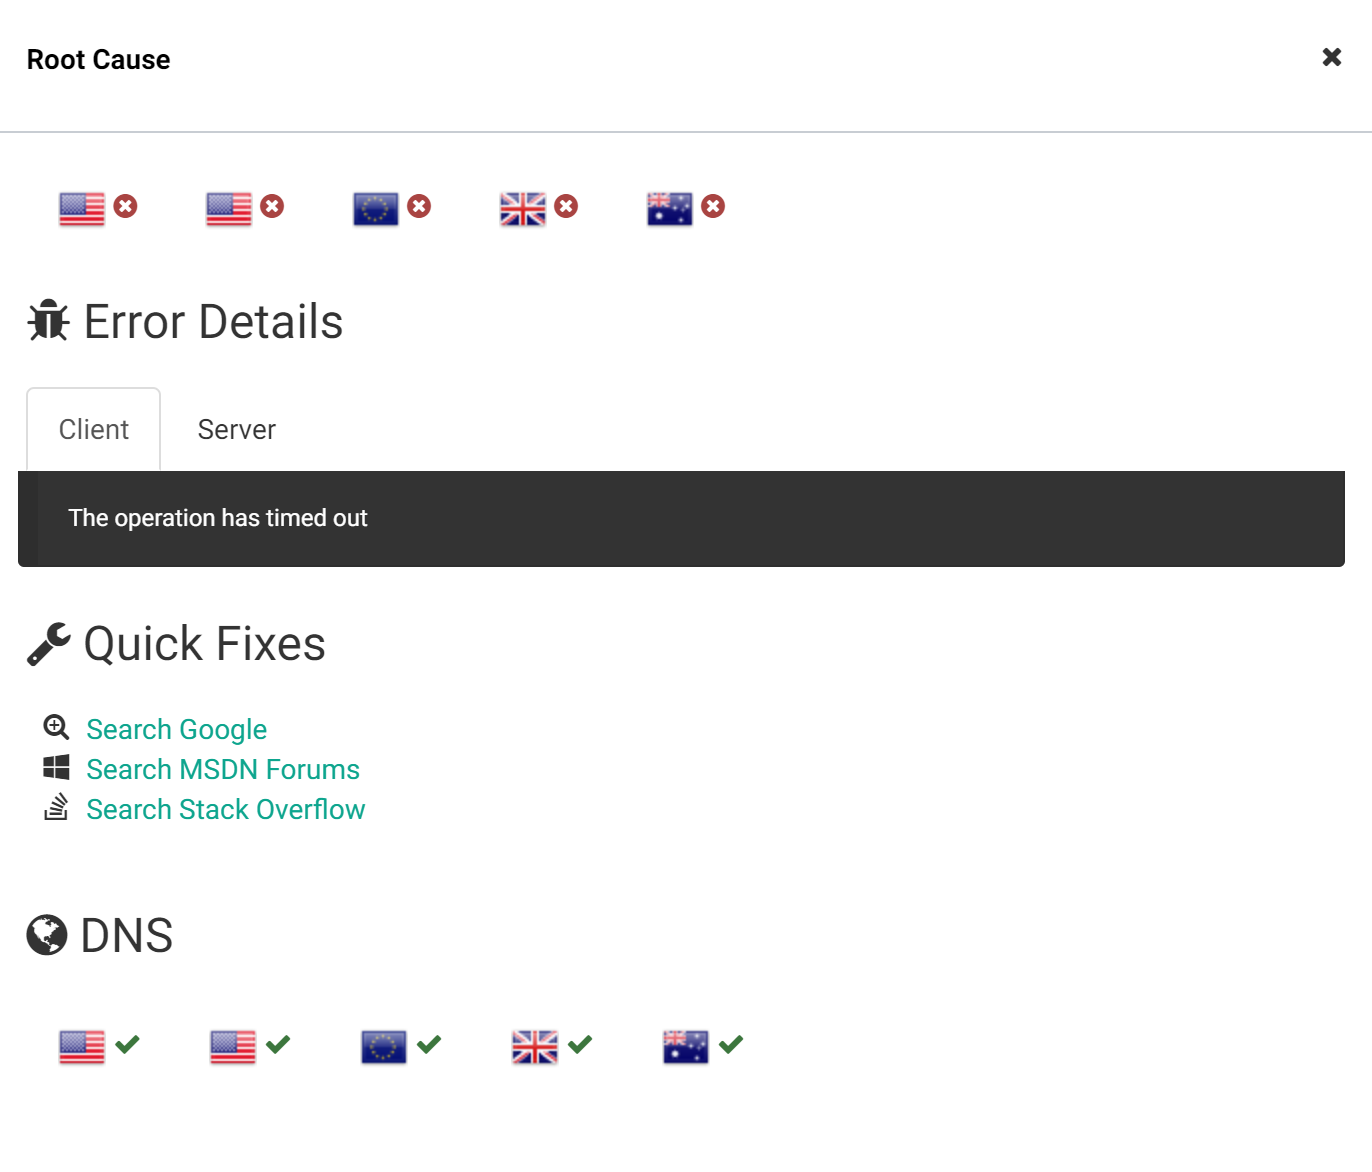 Root Cause
Error Details
Client
Server
The operation has timed out
Quick Fixes
Search Google
Search MSDN Forums
Search Stack Overflow
DNS